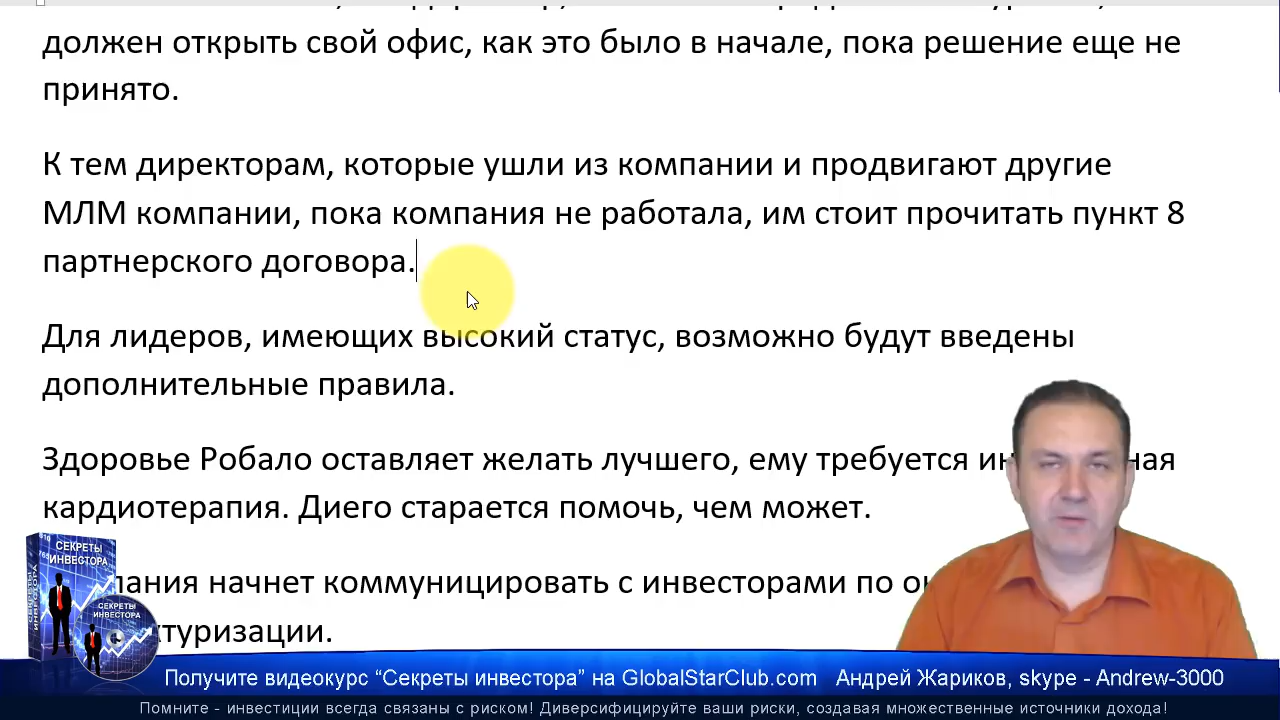 должен открыть свой офис, как это было в начале, пока решение еще не
принято.
К тем директорам, которые ушли из компании и продвигают другие
МЛМ компании, пока компания не работала, им стоит прочитать пункт 8
партнерского договора.
Для лидеров, имеющих высокий статус, возможно будут введены
дополнительные правила.
Здоровье Робало оставляет желать лучшего, ему требуется
кардиотерапия. Диего старается помочь, чем может.
начнет коммуницировать с инвесторами по
СЕКРЕТЫ
ИНВЕСТОРА
СЕКРЕТЫ
ИНВЕСТОРА
Получите видеокурс “Секреты инвестора” на GlobalStarClub.com Андрей Жариков, skype - Andrew-3000
Помните - инвестиции всегда связаны с риском! Диверсифицируйте ваши риски, создавая множественные источники дохода!